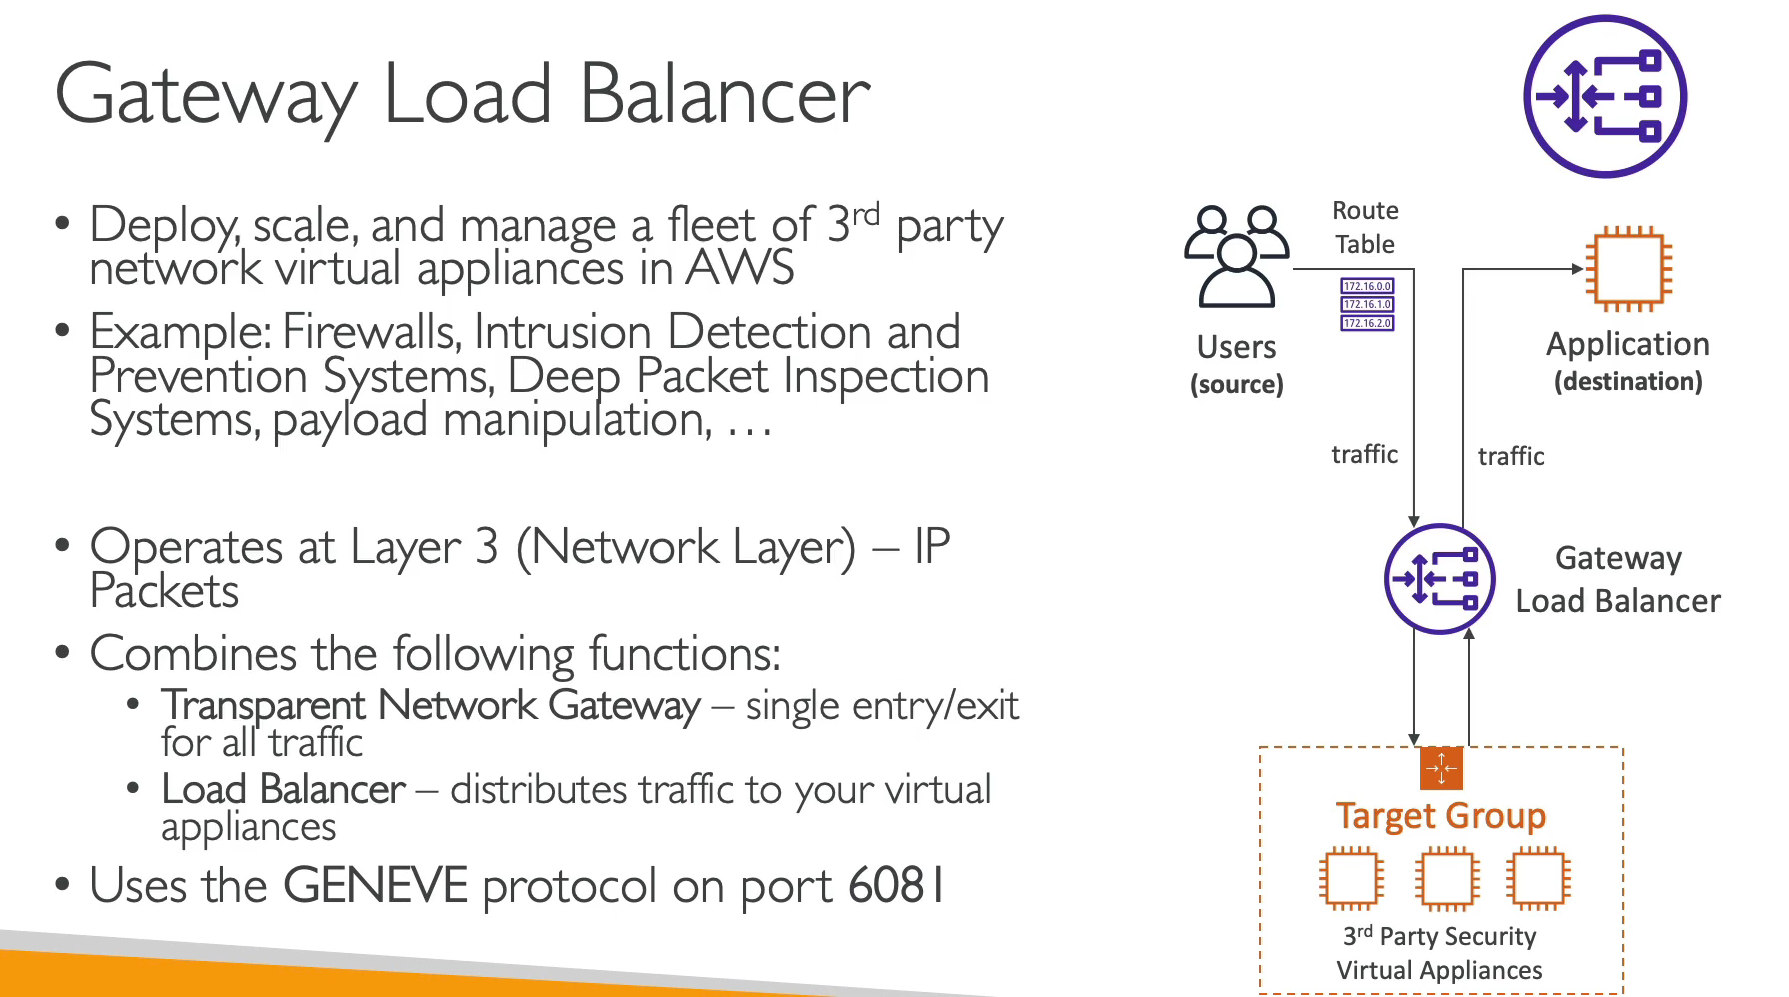 Gateway Load Balancer
• Deploy, scale, and manage a fleet of 3rd party
network virtual appliances in AWS
• Example: Firewalls, Intrusion Detection and
Prevention Systems, Deep Packet Inspection
Systems, payload manipulation, …
• Operates at Layer 3 (Network Layer) – IP
Packets
• Combines the following functions:
• Transparent Network Gateway – single entry/exit
for all traffic
• Load Balancer – distributes traffic to your virtual
appliances
• Uses the GENEVE protocol on port 6081
Users
(source)
Route
Table
172.16.0.0
172.16.1.0
172.16.2.0
Application
(destination)
traffic
traffic
Gateway
Load Balancer
Target Group
3rd Party Security
Virtual Appliances